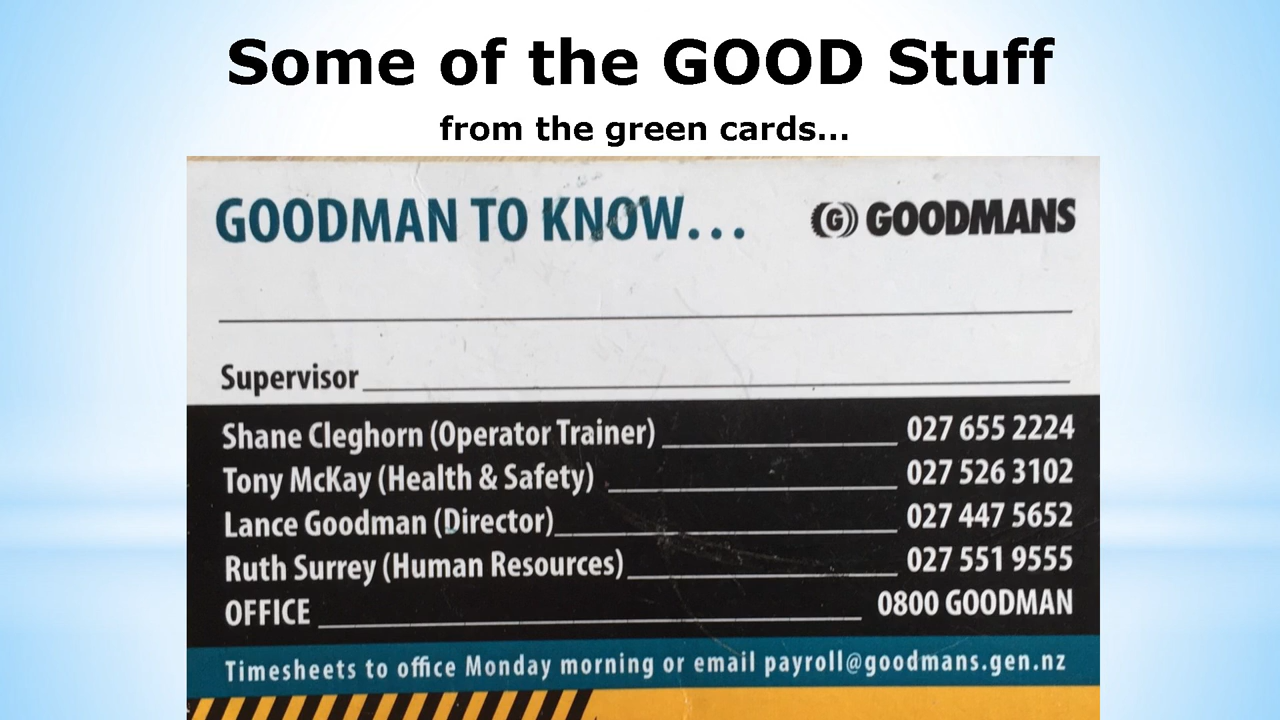 Some of the GOOD Stuff
from the green cards...
GOODMAN TO KNOW... G GOODMANS
Supervisor
Shane Cleghorn (Operator Trainer) 027 655 2224
Tony McKay (Health & Safety) 027 526 3102
Lance Goodman (Director) 027 447 5652
Ruth Surrey (Human Resources) 027 551 9555
OFFICE 0800 GOODMAN
Timesheets to office Monday morning or email payroll@goodmans.gen.nz